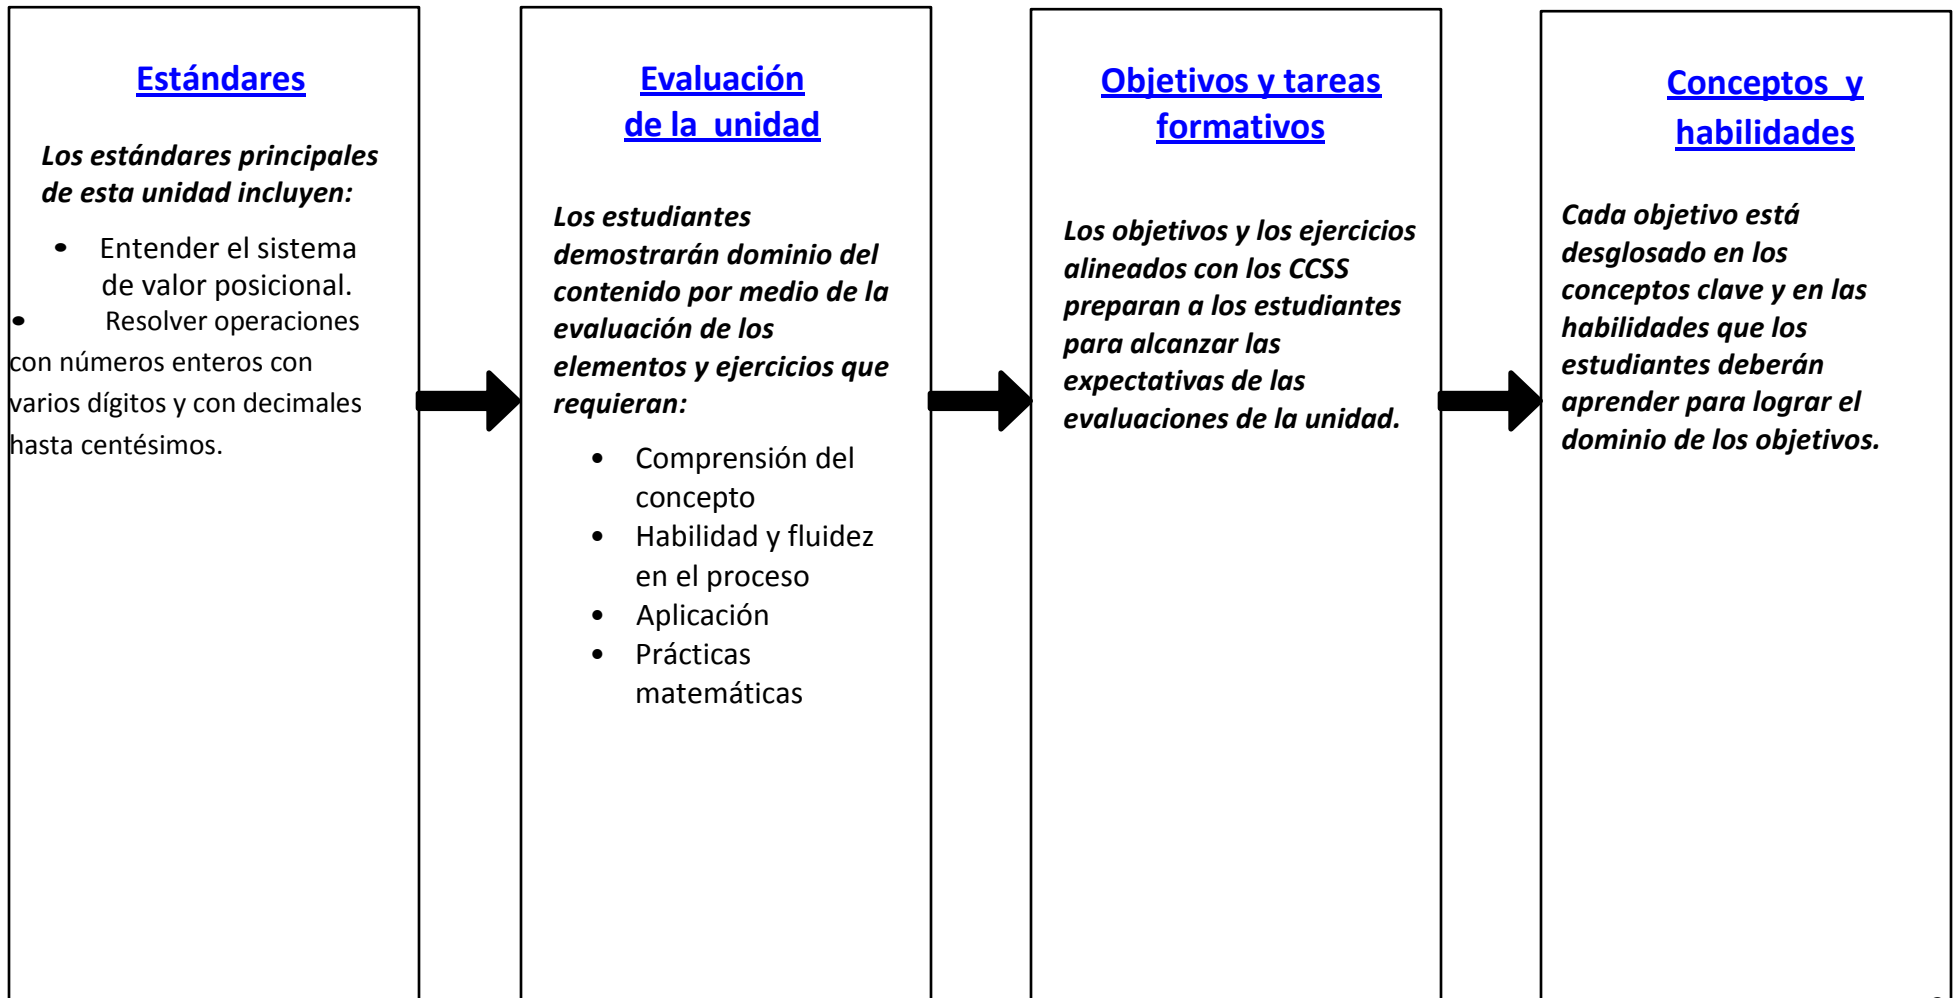 Estándares
Los estándares principales
de esta unidad incluyen:
• Entender el sistema
de valor posicional.
• Resolver operaciones
con números enteros con
varios dígitos y con decimales
hasta centésimos.
Evaluación
de la unidad
Los estudiantes
demostrarán dominio del
contenido por medio de la
evaluación de los
elementos y ejercicios que
requieran:
• Comprensión del
concepto
• Habilidad y fluidez
en el proceso
• Aplicación
• Prácticas
matemáticas
Objetivos y tareas
formativos
Los objetivos y los ejercicios
alineados con los CCSS
preparan a los estudiantes
para alcanzar las
expectativas de las
evaluaciones de la unidad.
Conceptos y
habilidades
Cada objetivo está
desglosado en los
conceptos clave y en las
habilidades que los
estudiantes deberán
aprender para lograr el
dominio de los objetivos.